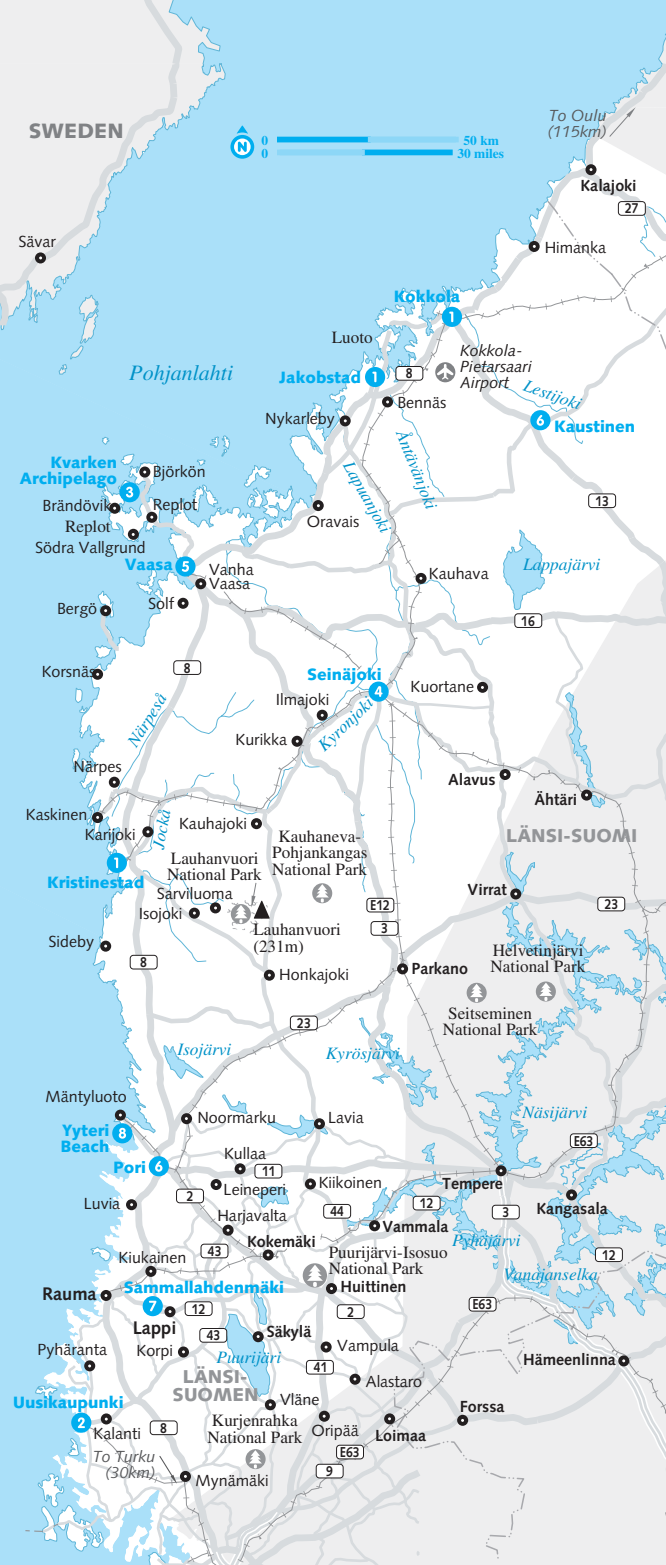 To Oulu
(115km)
SWEDEN
0
50 km
N
0
30 miles
Kalajoki
27
Sävar
Himanka
Kokkola
1
Luoto
Kokkola-
Pietarsaari
Airport
Pohjanlahti
Jakobstad
1
8
Lestijoki
Bennäs
Nykarleby
6
Kaustinen
Åntävänjoki
Kvarken
Archipelago
3
Björkön
Lapuanjoki
13
Brändövik
Replot
Replot
Oravais
Södra Vallgrund
Vaasa
5
Vanha
Vaasa
Lappajärvi
Kauhava
Solf
Bergö
16
8
Korsnäs
Seinäjoki
4
Kuortane
Ilmajoki
Närpeså
Kyronjoki
Kurikka
Närpes
Alavus
Ähtäri
Kaskinen
Karijoki
Jockå
Kauhajoki
Kauhaneva-
Pohjankangas
National Park
LÄNSI-SUOMI
Lauhanvuori
National Park
1
Kristinestad
Sarviluoma
Virrat
Isojoki
E12
23
3
Lauhanvuori
(231m)
Sideby
8
Helvetinjärvi
National Park
Honkajoki
Parkano
Seitseminen
National Park
23
Isojärvi
Kyrösjärvi
Mäntyluoto
Noormarku
Lavia
Näsijärvi
Yyteri
Beach
8
E63
Kullaa
Pori
6
11
Tempere
2
Leineperi
Kiikoinen
Luvia
44
12
3
Kangasala
Harjavalta
Vammala
Pyhäjärvi
43
Kokemäki
12
Kiukainen
Puurijärvi-Isosuo
National Park
Vanajanselka
Sammallahdenmäki
Rauma
Huittinen
7
12
2
E63
Lappi
43
Säkylä
Pyhäranta
Korpi
Puurijäri
Vampula
Hämeenlinna
41
LÄNSI-
SUOMEN
Alastaro
Uusikaupunki
Vläne
2
Kalanti
8
Kurjenrahka
National Park
Oripää
Forssa
Loimaa
To Turku
(30km)
E63
9
Mynämäki